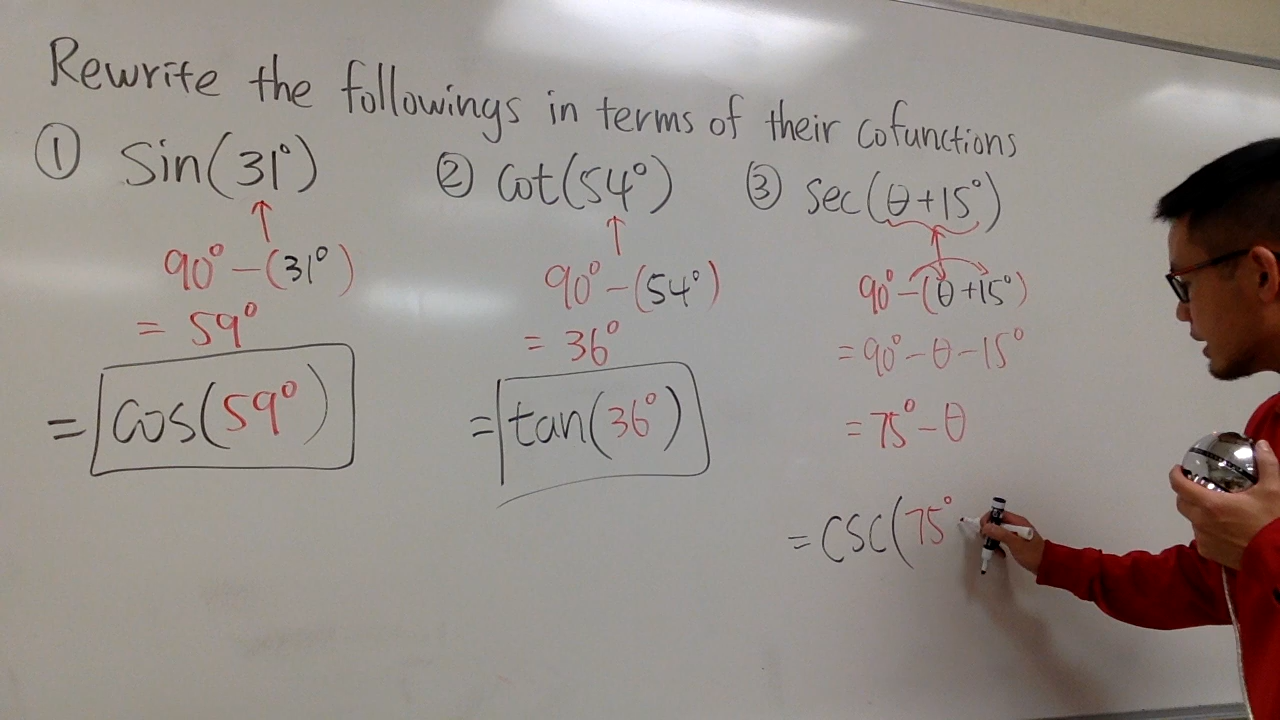 Rewrite the followings in terms of their cofunctions
① Sin(31°)
90° - (31°)
= 59°
= cos(59°)
② cot(54°)
90° - (54°)
= 36°
= tan(36°)
③ sec(θ+15°)
90° - (θ+15°)
= 90° - θ - 15°
= 75° - θ
= csc(75°